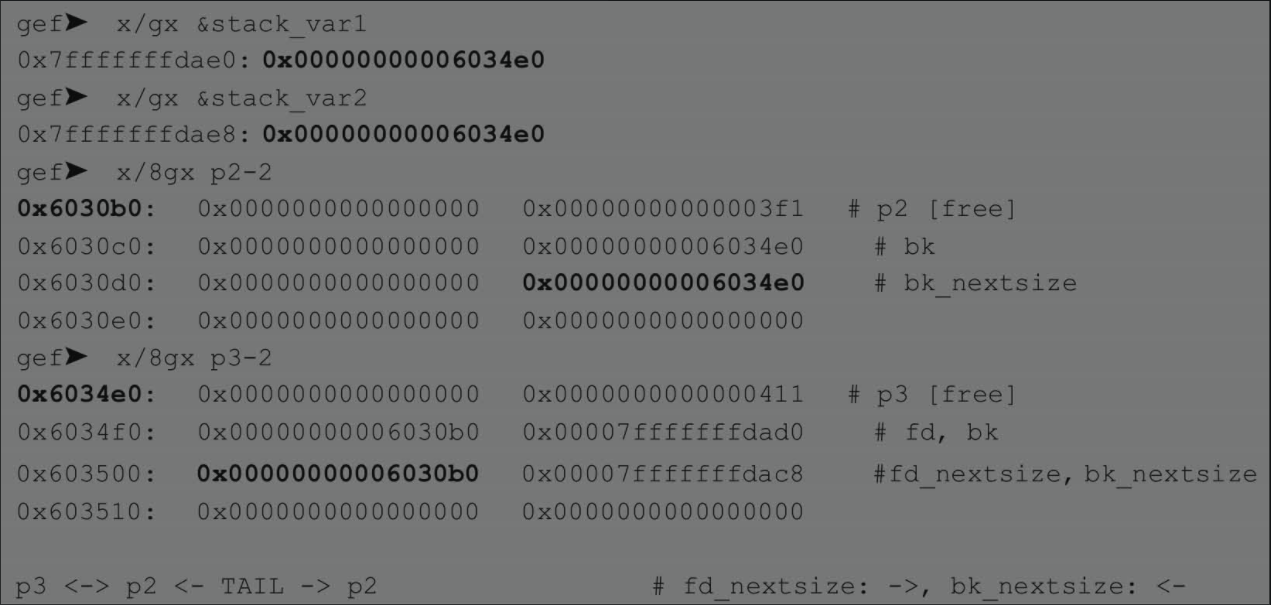 gef➤  x/gx &stack_var1
0x7fffffffdae0: 0x00000000006034e0
gef➤  x/gx &stack_var2
0x7fffffffdae8: 0x00000000006034e0
gef➤  x/8gx p2-2
0x6030b0:  0x0000000000000000  0x00000000000003f1  # p2 [free]
0x6030c0:  0x0000000000000000  0x00000000006034e0  # bk
0x6030d0:  0x0000000000000000  0x00000000006034e0  # bk_nextsize
0x6030e0:  0x0000000000000000  0x0000000000000000
gef➤  x/8gx p3-2
0x6034e0:  0x0000000000000000  0x0000000000000411  # p3 [free]
0x6034f0:  0x00000000006030b0  0x00007fffffffdad0  # fd, bk
0x603500:  0x00000000006030b0  0x00007fffffffdac8  #fd_nextsize, bk_nextsize
0x603510:  0x0000000000000000  0x0000000000000000
p3 <-> p2 <- TAIL -> p2  # fd_nextsize: ->, bk_nextsize: <-